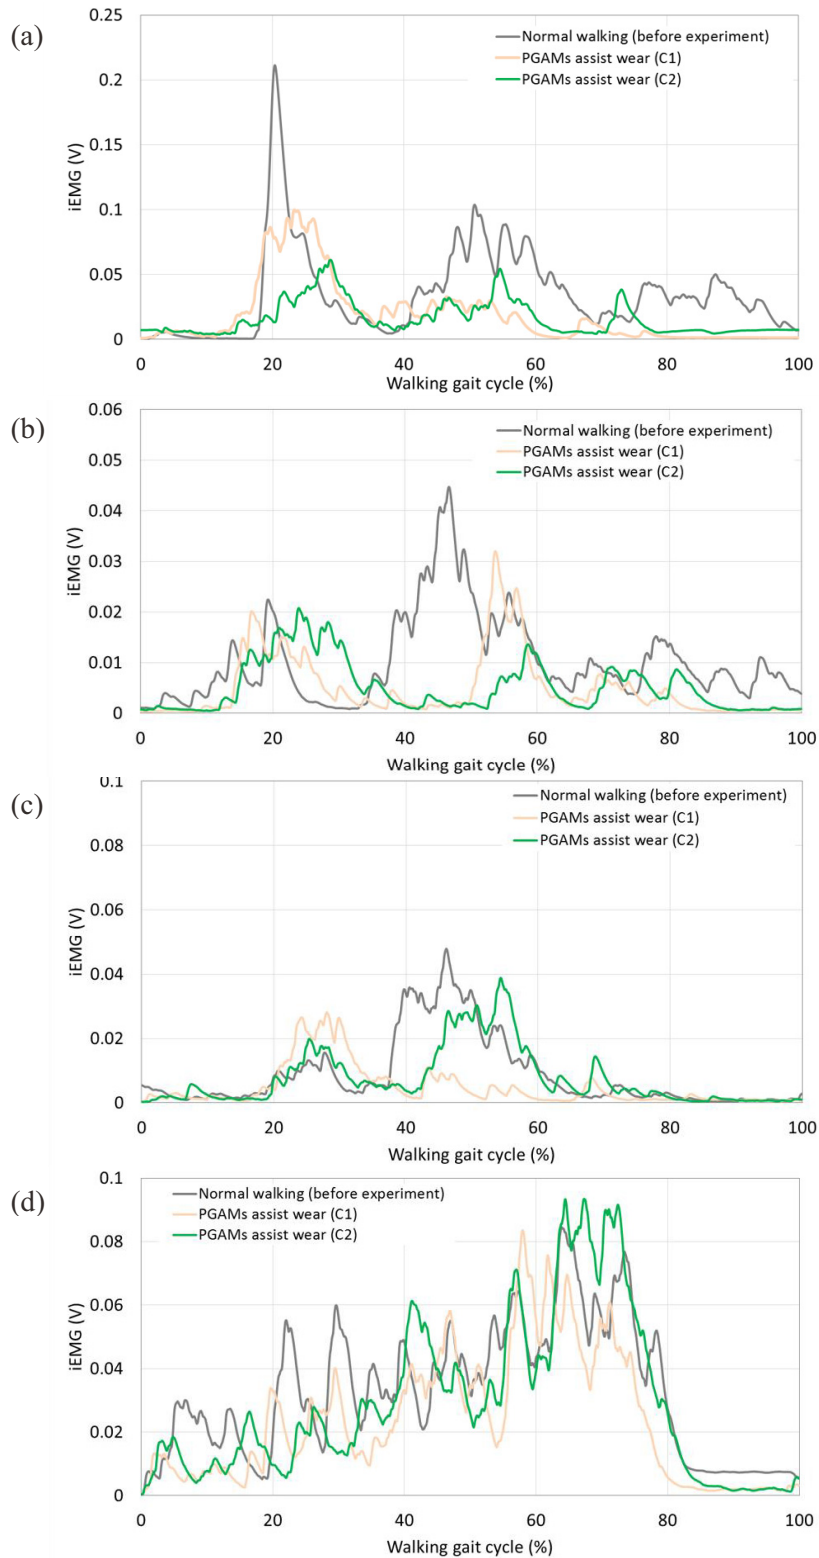 (a)
0.25
0.2
0.15
0.1
0.05
0
iEMG (V)
Normal walking (before experiment)
PGAMs assist wear (C1)
PGAMs assist wear (C2)
0 20 40 60 80 100
Walking gait cycle (%)
(b)
0.06
0.05
0.04
0.03
0.02
0.01
0
iEMG (V)
Normal walking (before experiment)
PGAMs assist wear (C1)
PGAMs assist wear (C2)
0 20 40 60 80 100
Walking gait cycle (%)
(c)
0.1
0.08
0.06
0.04
0.02
0
iEMG (V)
Normal walking (before experiment)
PGAMs assist wear (C1)
PGAMs assist wear (C2)
0 20 40 60 80 100
Walking gait cycle (%)
(d)
0.1
0.08
0.06
0.04
0.02
0
iEMG (V)
Normal walking (before experiment)
PGAMs assist wear (C1)
PGAMs assist wear (C2)
0 20 40 60 80 100
Walking gait cycle (%)